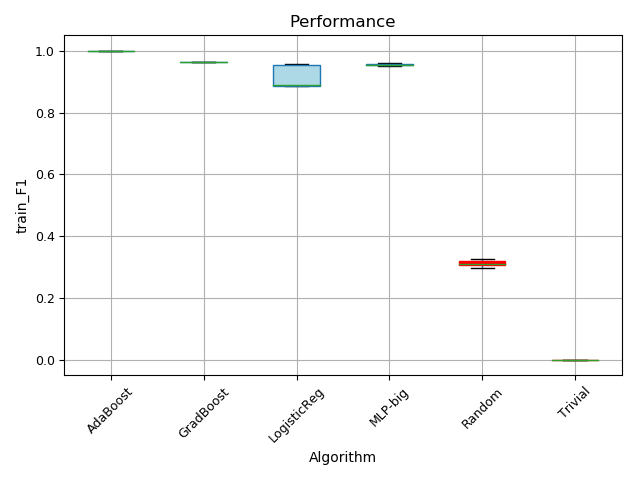 Performance
1.0
0.8
0.6
0.4
0.2
0.0
train_F1
AdaBoost
GradBoost
LogisticReg
MLP-big
Random
Trivial
Algorithm